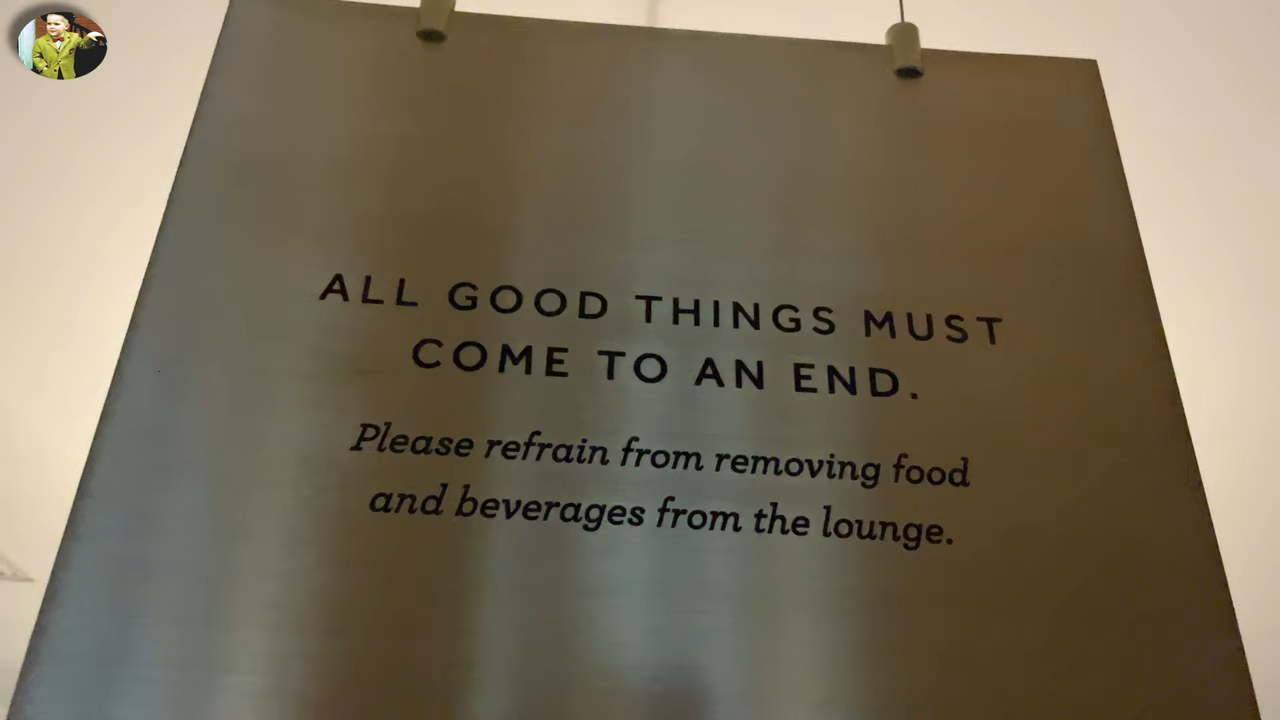 ALL GOOD THINGS MUST
COME TO AN END.
Please refrain from removing food
and beverages from the lounge.